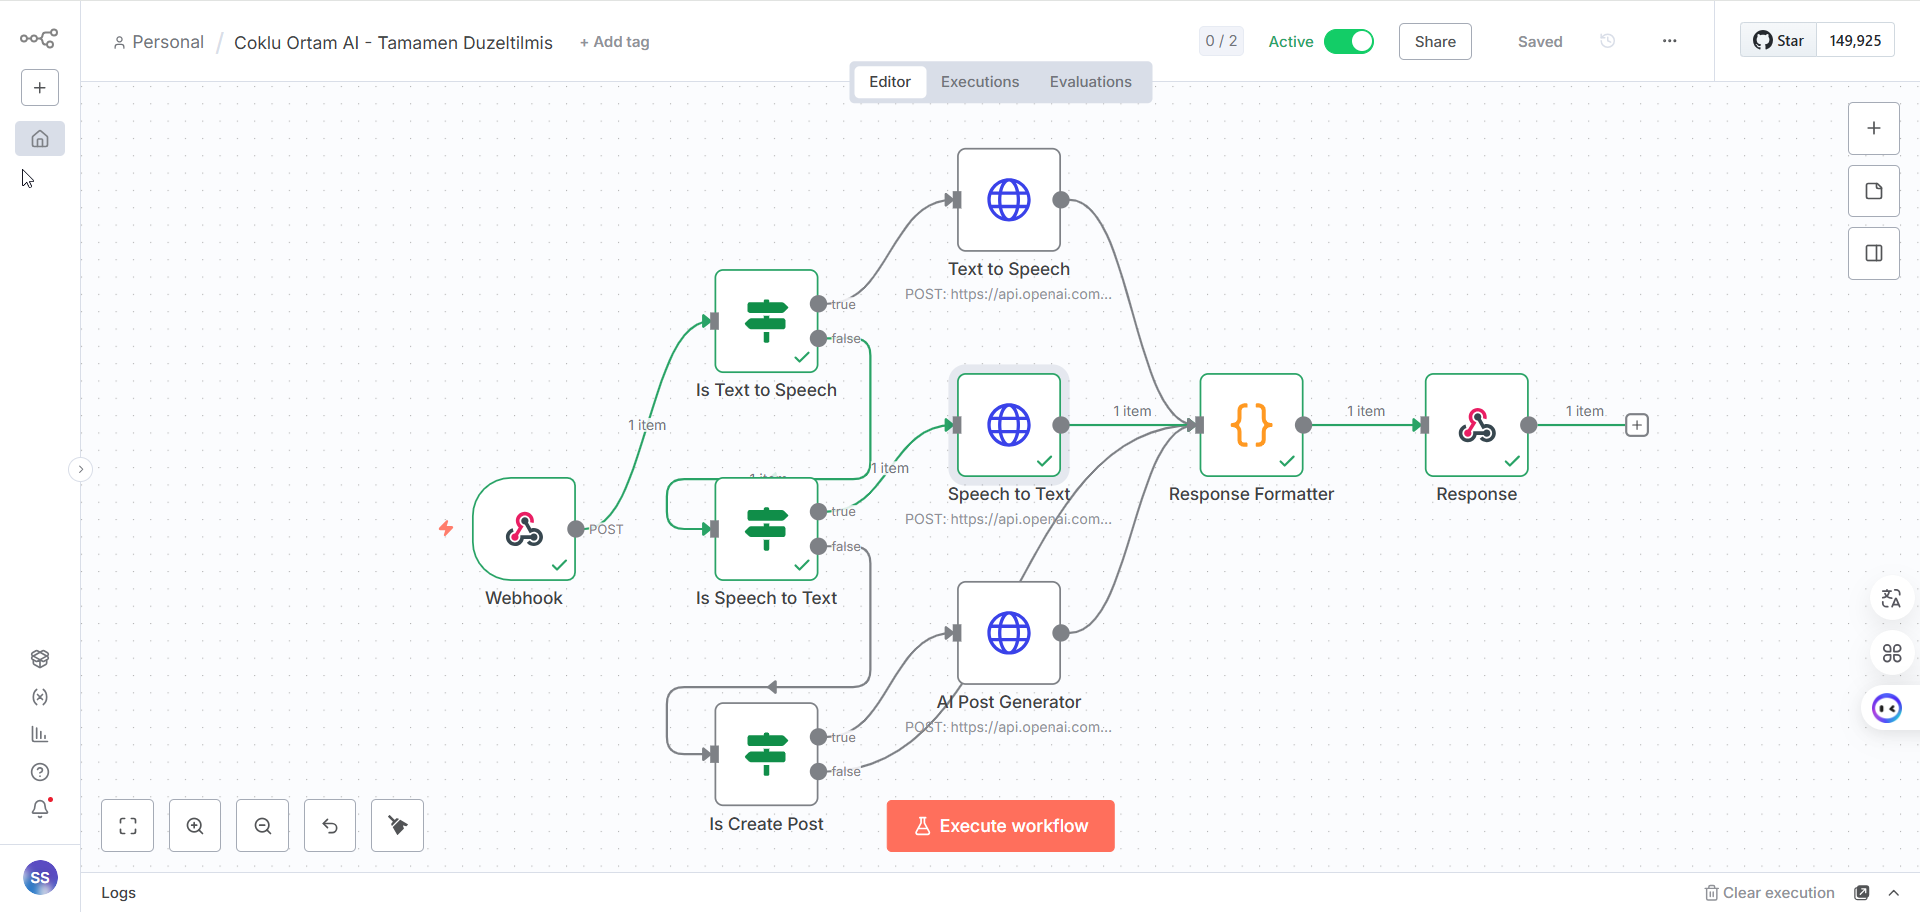 Personal / Coklu Ortam AI - Tamamen Duzeltilmis + Add tag
0 / 2 Active Share Saved ... Star 149,925
Editor Executions Evaluations
Text to Speech
POST: https://api.openai.com...
true
false
Is Text to Speech
1 item
1 item
1 item
1 item
1 item
Speech to Text
POST: https://api.openai.com...
Response Formatter
Response
POST
Webhook
true
false
Is Speech to Text
AI Post Generator
POST: https://api.openai.com...
true
false
Is Create Post
Execute workflow
SS
Logs
Clear execution